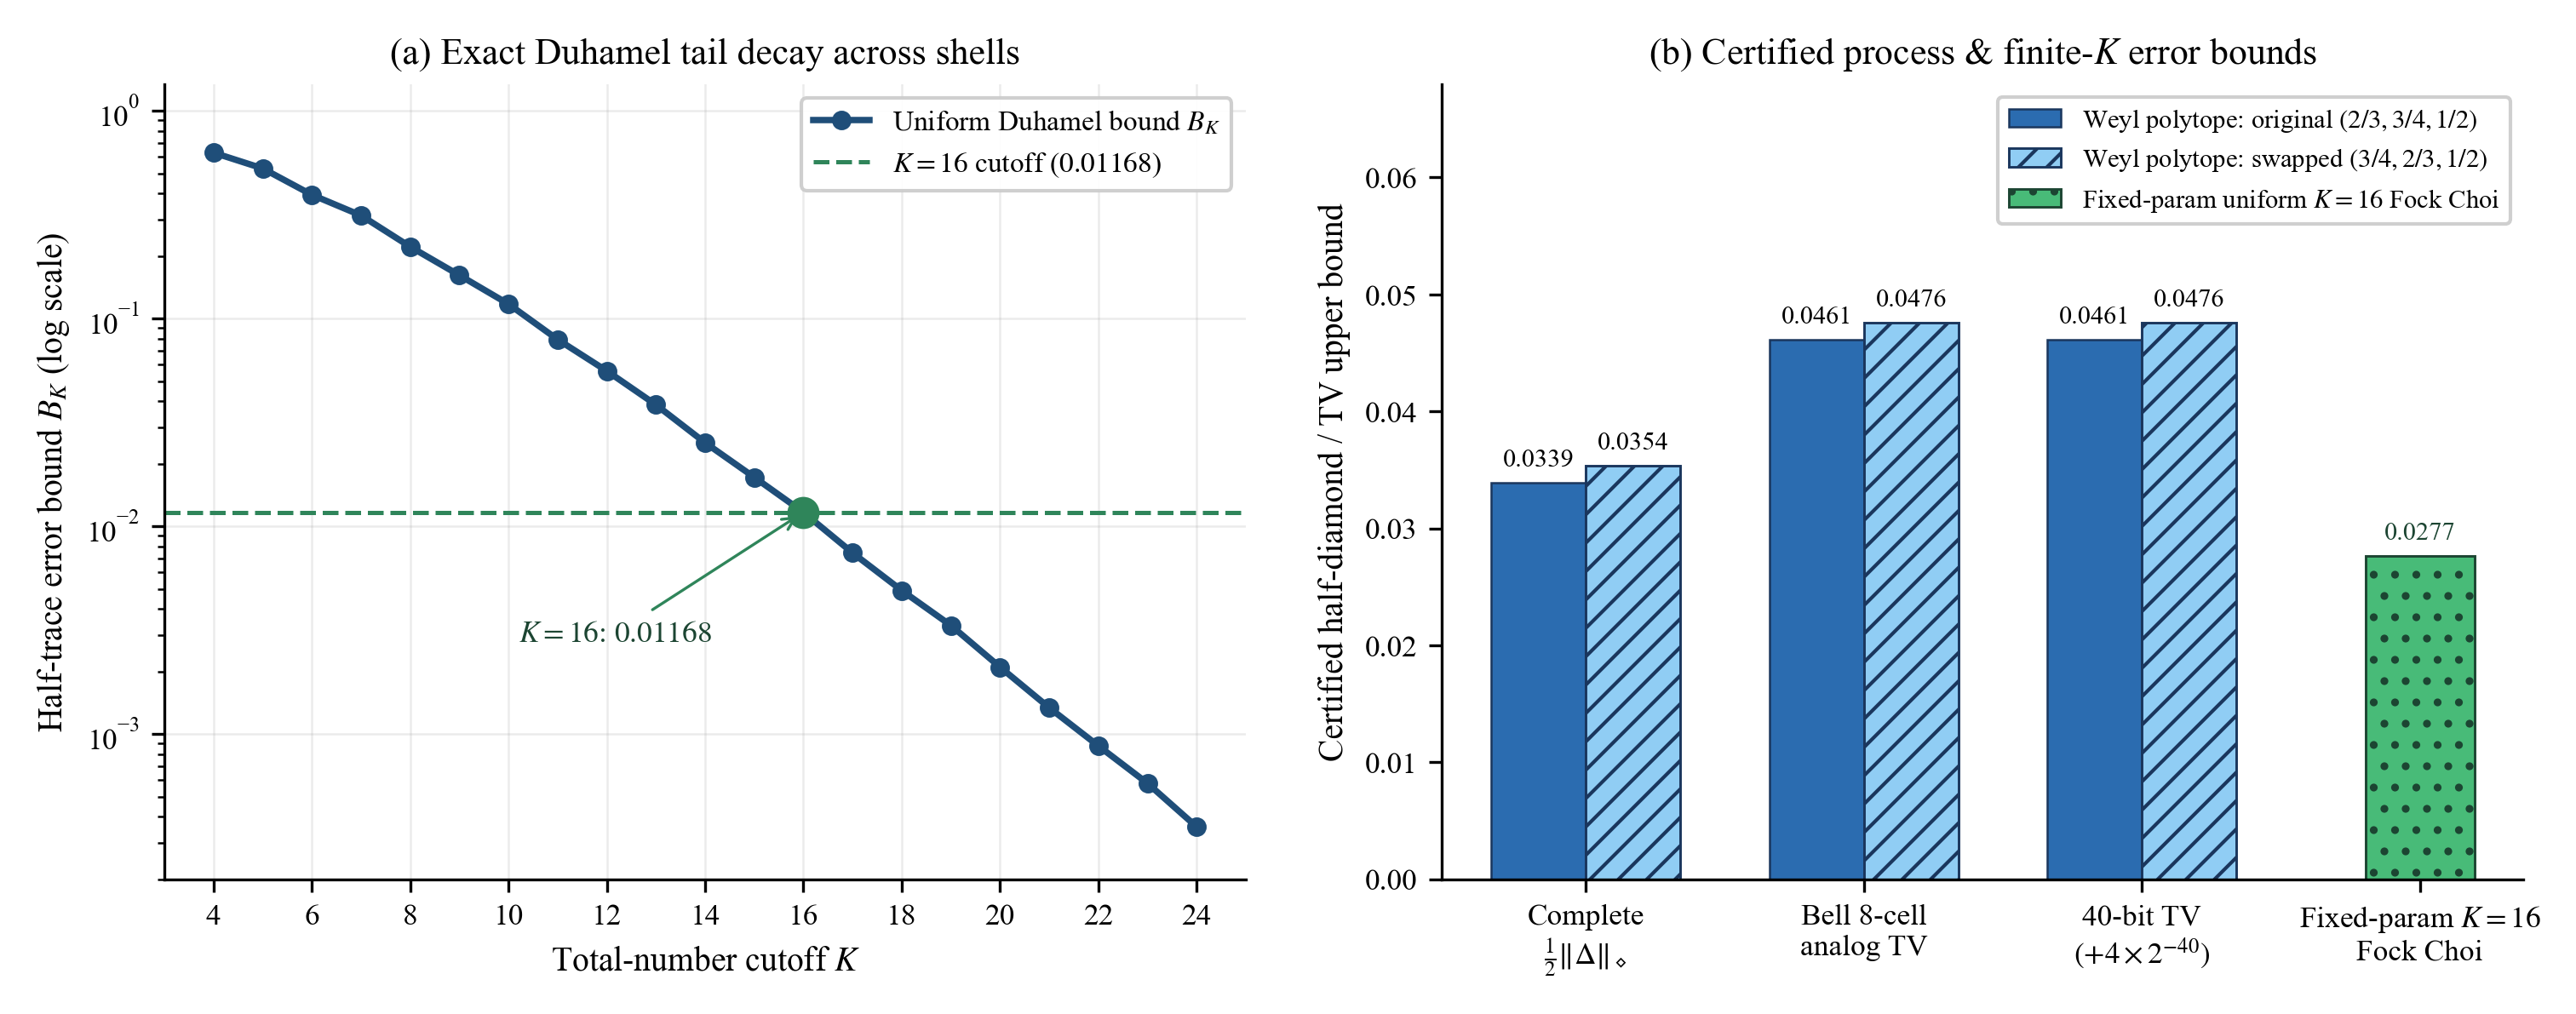 (a) Exact Duhamel tail decay across shells
Half-trace error bound B_K (log scale)
10^0
10^−1
10^−2
10^−3
Uniform Duhamel bound B_K
K = 16 cutoff (0.01168)
K = 16: 0.01168
4 6 8 10 12 14 16 18 20 22 24
Total-number cutoff K
(b) Certified process & finite-K error bounds
Certified half-diamond / TV upper bound
0.06
0.05
0.04
0.03
0.02
0.01
0.00
Weyl polytope: original (2/3, 3/4, 1/2)
Weyl polytope: swapped (3/4, 2/3, 1/2)
Fixed-param uniform K = 16 Fock Choi
0.0339
0.0354
0.0461
0.0476
0.0461
0.0476
0.0277
Complete
½‖Δ‖⋄
Bell 8-cell
analog TV
40-bit TV
(+4 × 2^−40)
Fixed-param K = 16
Fock Choi